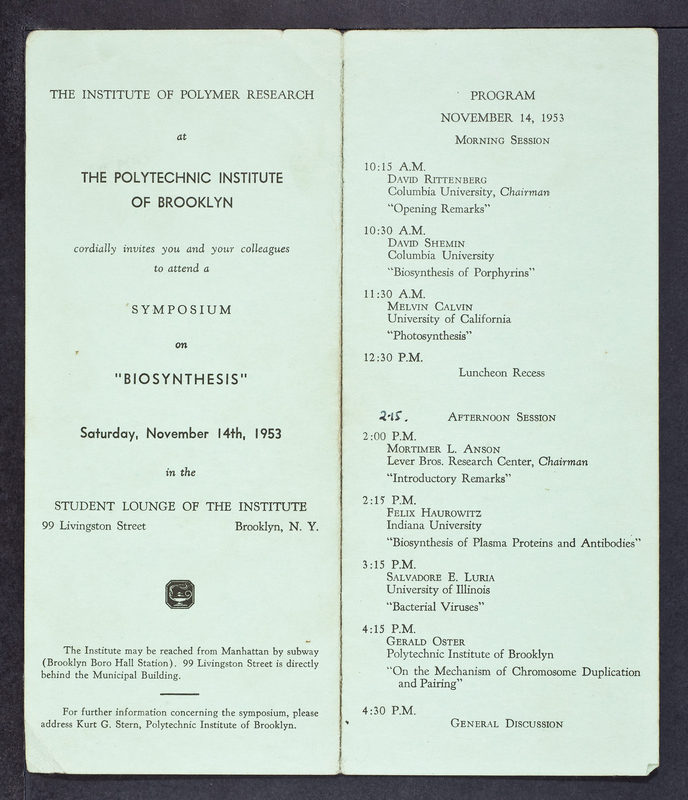 THE INSTITUTE OF POLYMER RESEARCH
at
THE POLYTECHNIC INSTITUTE
OF BROOKLYN
cordially invites you and your colleagues
to attend a
SYMPOSIUM
on
"BIOSYNTHESIS"
Saturday, November 14th, 1953
in the
STUDENT LOUNGE OF THE INSTITUTE
99 Livingston Street Brooklyn, N. Y.
The Institute may be reached from Manhattan by subway
(Brooklyn Boro Hall Station). 99 Livingston Street is directly
behind the Municipal Building.
For further information concerning the symposium, please
address Kurt G. Stern, Polytechnic Institute of Brooklyn.
PROGRAM
NOVEMBER 14, 1953
MORNING SESSION
10:15 A.M.
DAVID RITTENBERG
Columbia University, Chairman
"Opening Remarks"
10:30 A.M.
DAVID SHEMIN
Columbia University
"Biosynthesis of Porphyrins"
11:30 A.M.
MELVIN CALVIN
University of California
"Photosynthesis"
12:30 P.M.
Luncheon Recess
2.15. AFTERNOON SESSION
2:00 P.M.
MORTIMER L. ANSON
Lever Bros. Research Center, Chairman
"Introductory Remarks"
2:15 P.M.
FELIX HAUROWITZ
Indiana University
"Biosynthesis of Plasma Proteins and Antibodies"
3:15 P.M.
SALVADORE E. LURIA
University of Illinois
"Bacterial Viruses"
4:15 P.M.
GERALD OSTER
Polytechnic Institute of Brooklyn
"On the Mechanism of Chromosome Duplication
and Pairing"
4:30 P.M.
GENERAL DISCUSSION